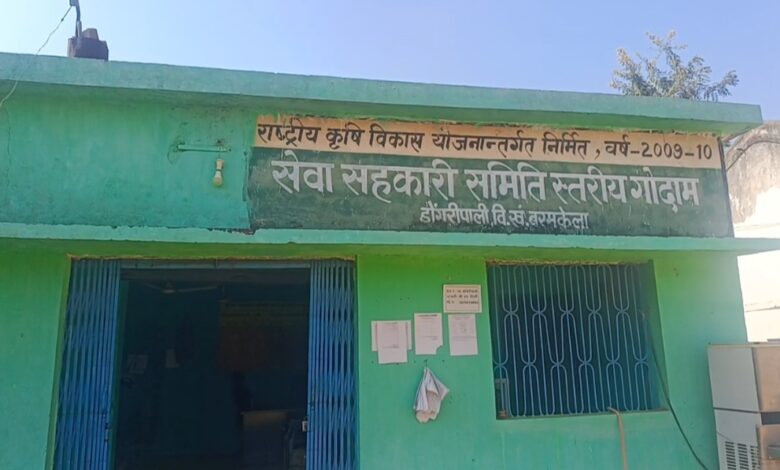 राष्ट्रीय कृषि विकास योजनान्तर्गत निर्मित, वर्ष-2009-10
सेवा सहकारी समिति स्तरीय गोदाम
डोंगरीपाली वि.खं. बरमकेला